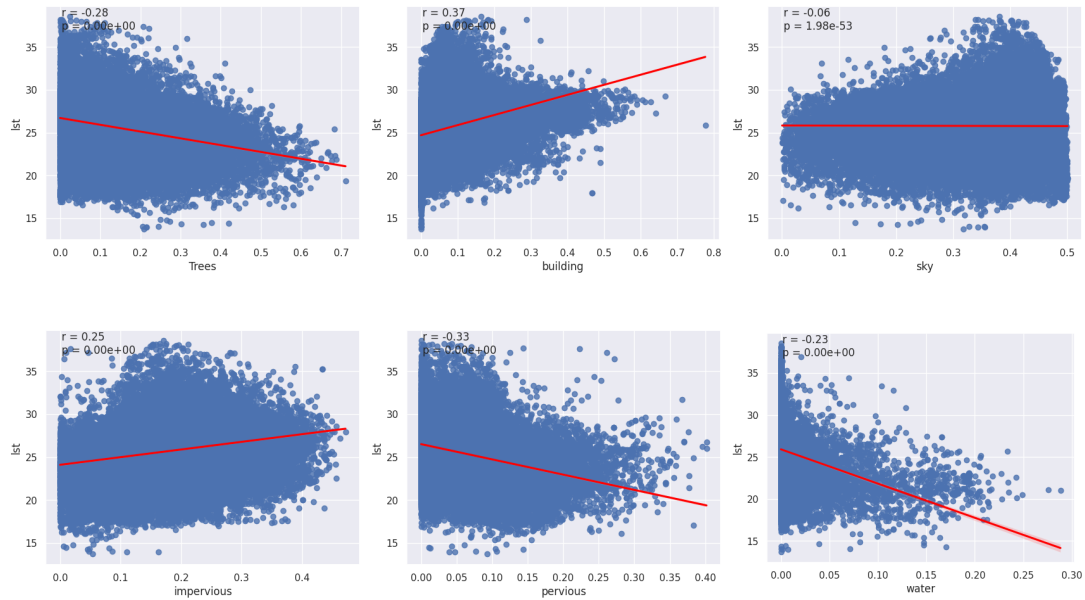 r = -0.28
p = 0.00e+00
35
30
25
20
15
lst
0.0 0.1 0.2 0.3 0.4 0.5 0.6 0.7
Trees
r = 0.37
p = 0.00e+00
35
30
25
20
15
lst
0.0 0.1 0.2 0.3 0.4 0.5 0.6 0.7 0.8
building
r = -0.06
p = 1.98e-53
35
30
25
20
15
lst
0.0 0.1 0.2 0.3 0.4 0.5
sky
r = 0.25
p = 0.00e+00
35
30
25
20
15
lst
0.0 0.1 0.2 0.3 0.4
impervious
r = -0.33
p = 0.00e+00
35
30
25
20
15
lst
0.00 0.05 0.10 0.15 0.20 0.25 0.30 0.35 0.40
pervious
r = -0.23
p = 0.00e+00
35
30
25
20
15
lst
0.00 0.05 0.10 0.15 0.20 0.25 0.30
water